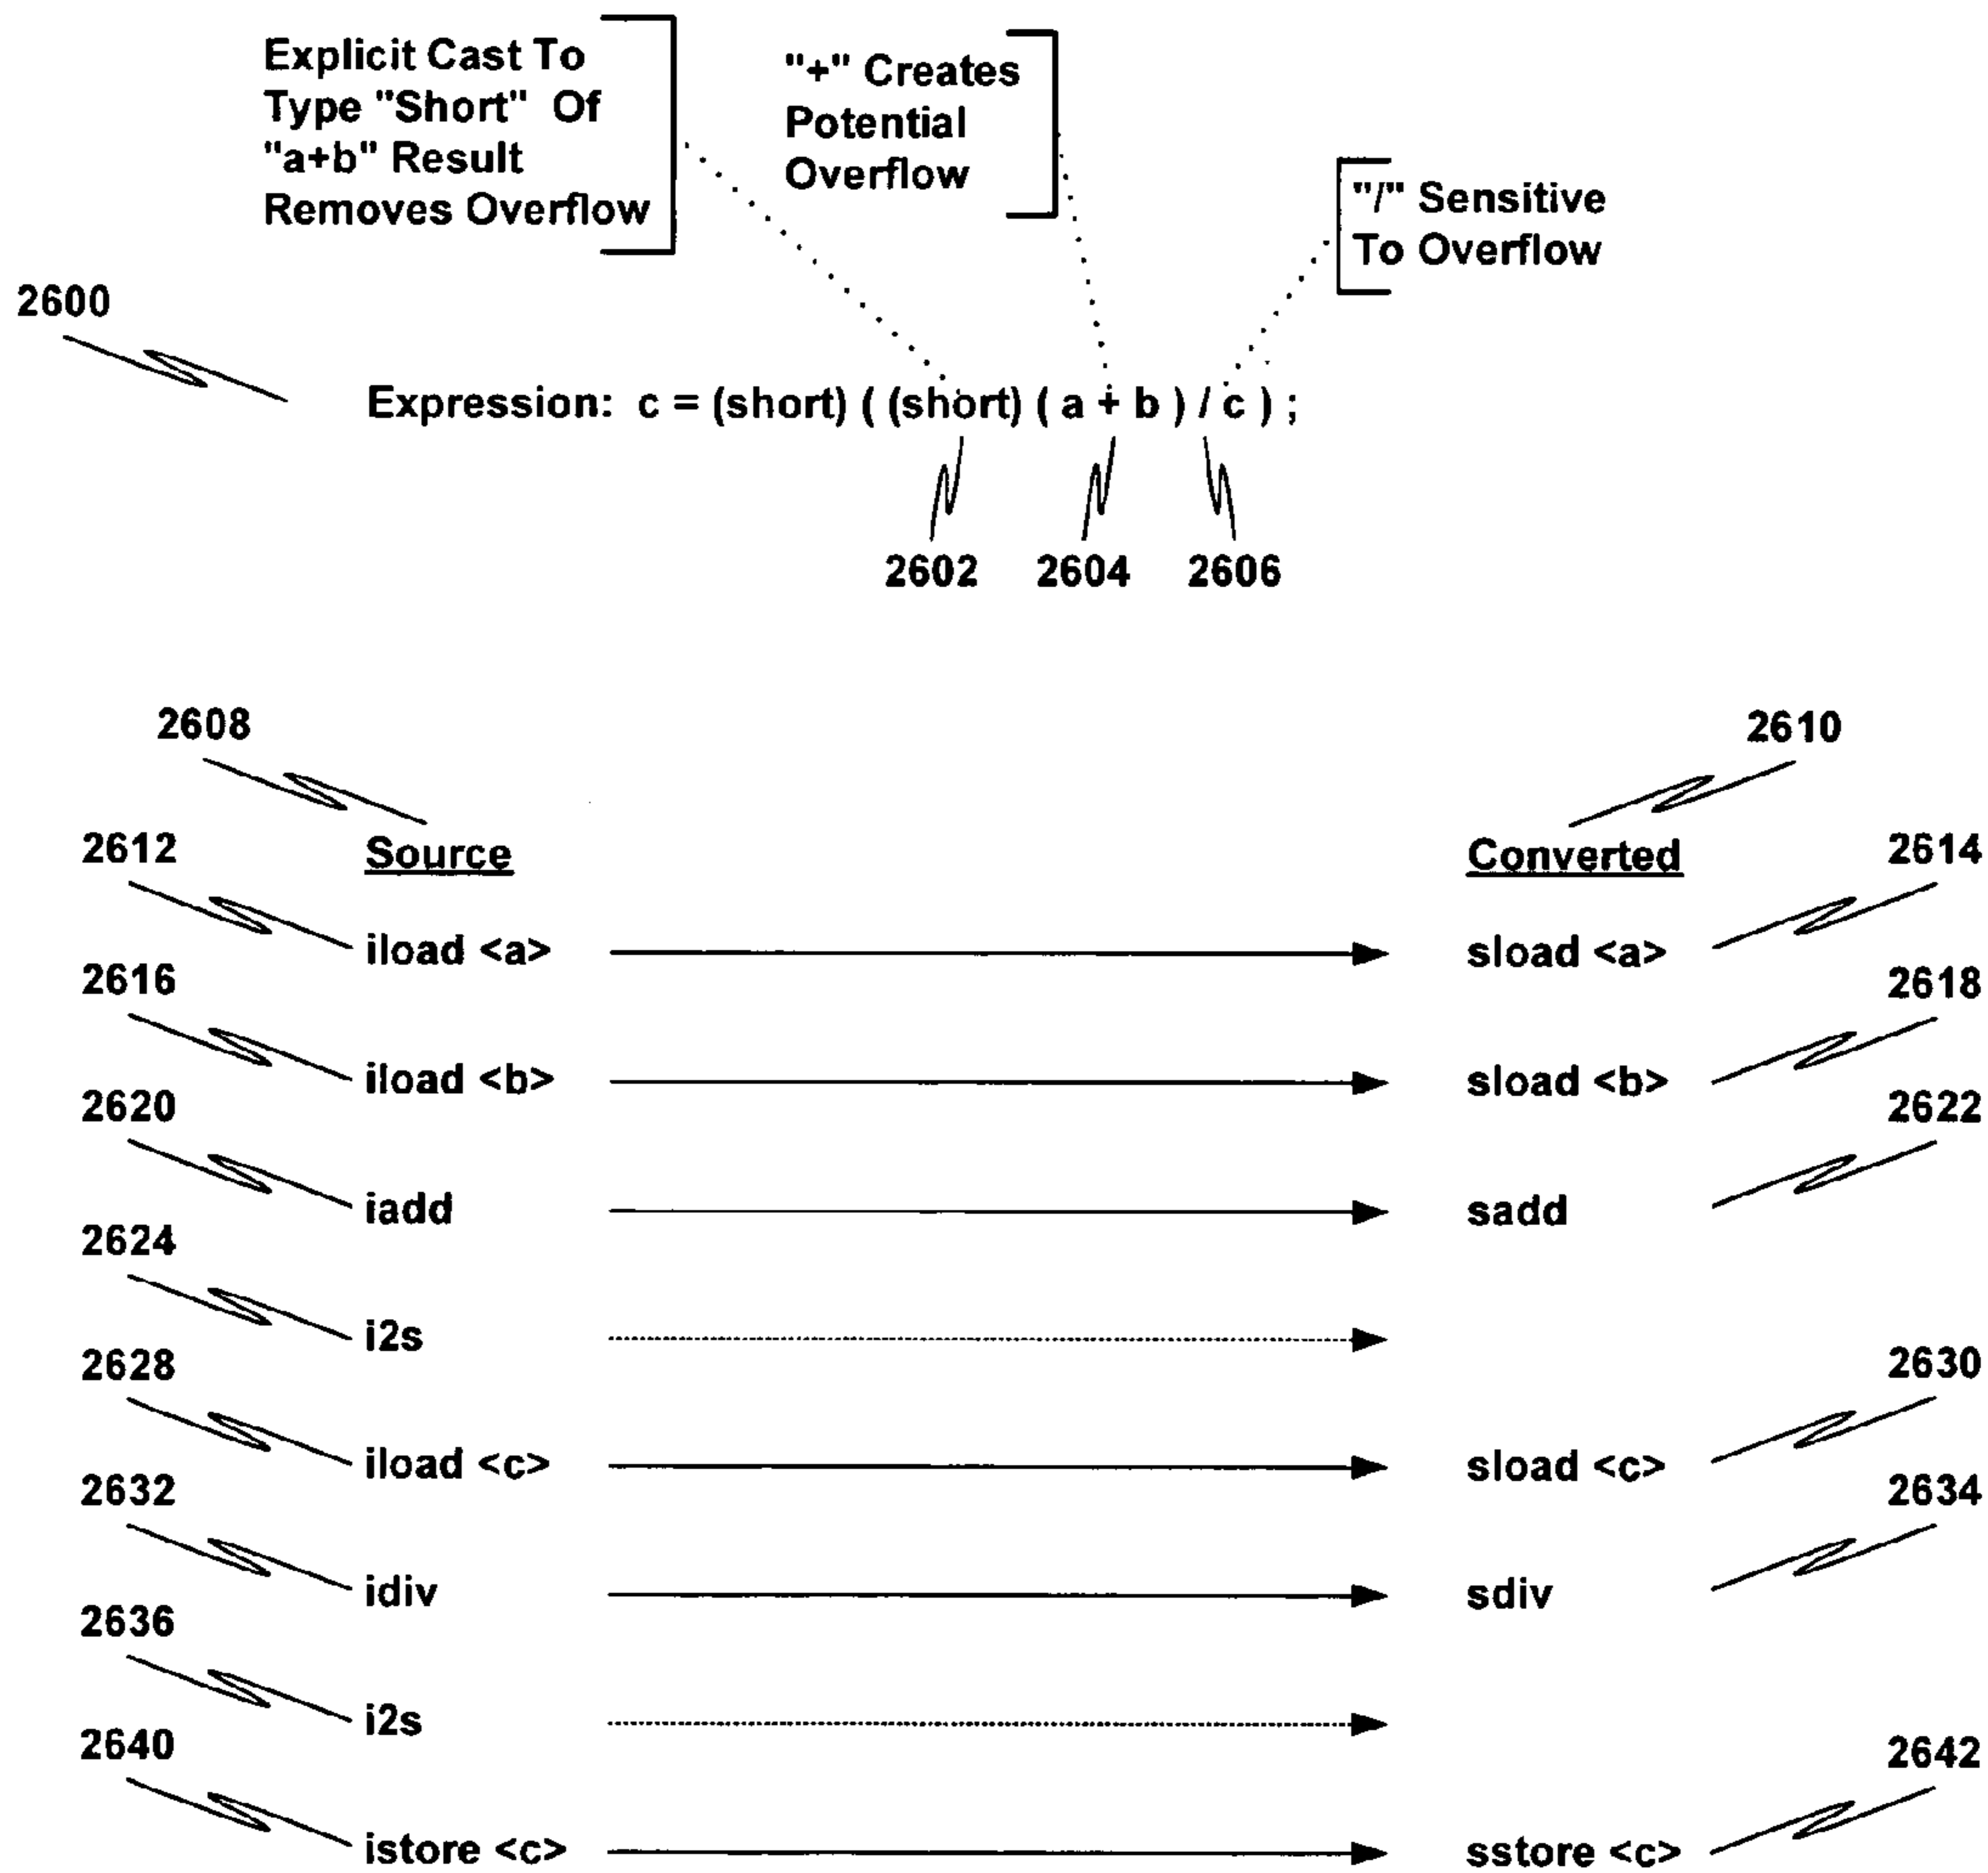 Explicit Cast To
Type "Short" Of
"a+b" Result
Removes Overflow
"+" Creates
Potential
Overflow
"/" Sensitive
To Overflow
2600
Expression: c = (short) ( (short) ( a + b ) / c ) ;
2602 2604 2606
2608 2610
2612 Source Converted 2614
iload <a> sload <a>
2616 2618
iload <b> sload <b>
2620 2622
iadd sadd
2624
i2s
2628 2630
iload <c> sload <c>
2632 2634
idiv sdiv
2636
i2s
2640 2642
istore <c> sstore <c>